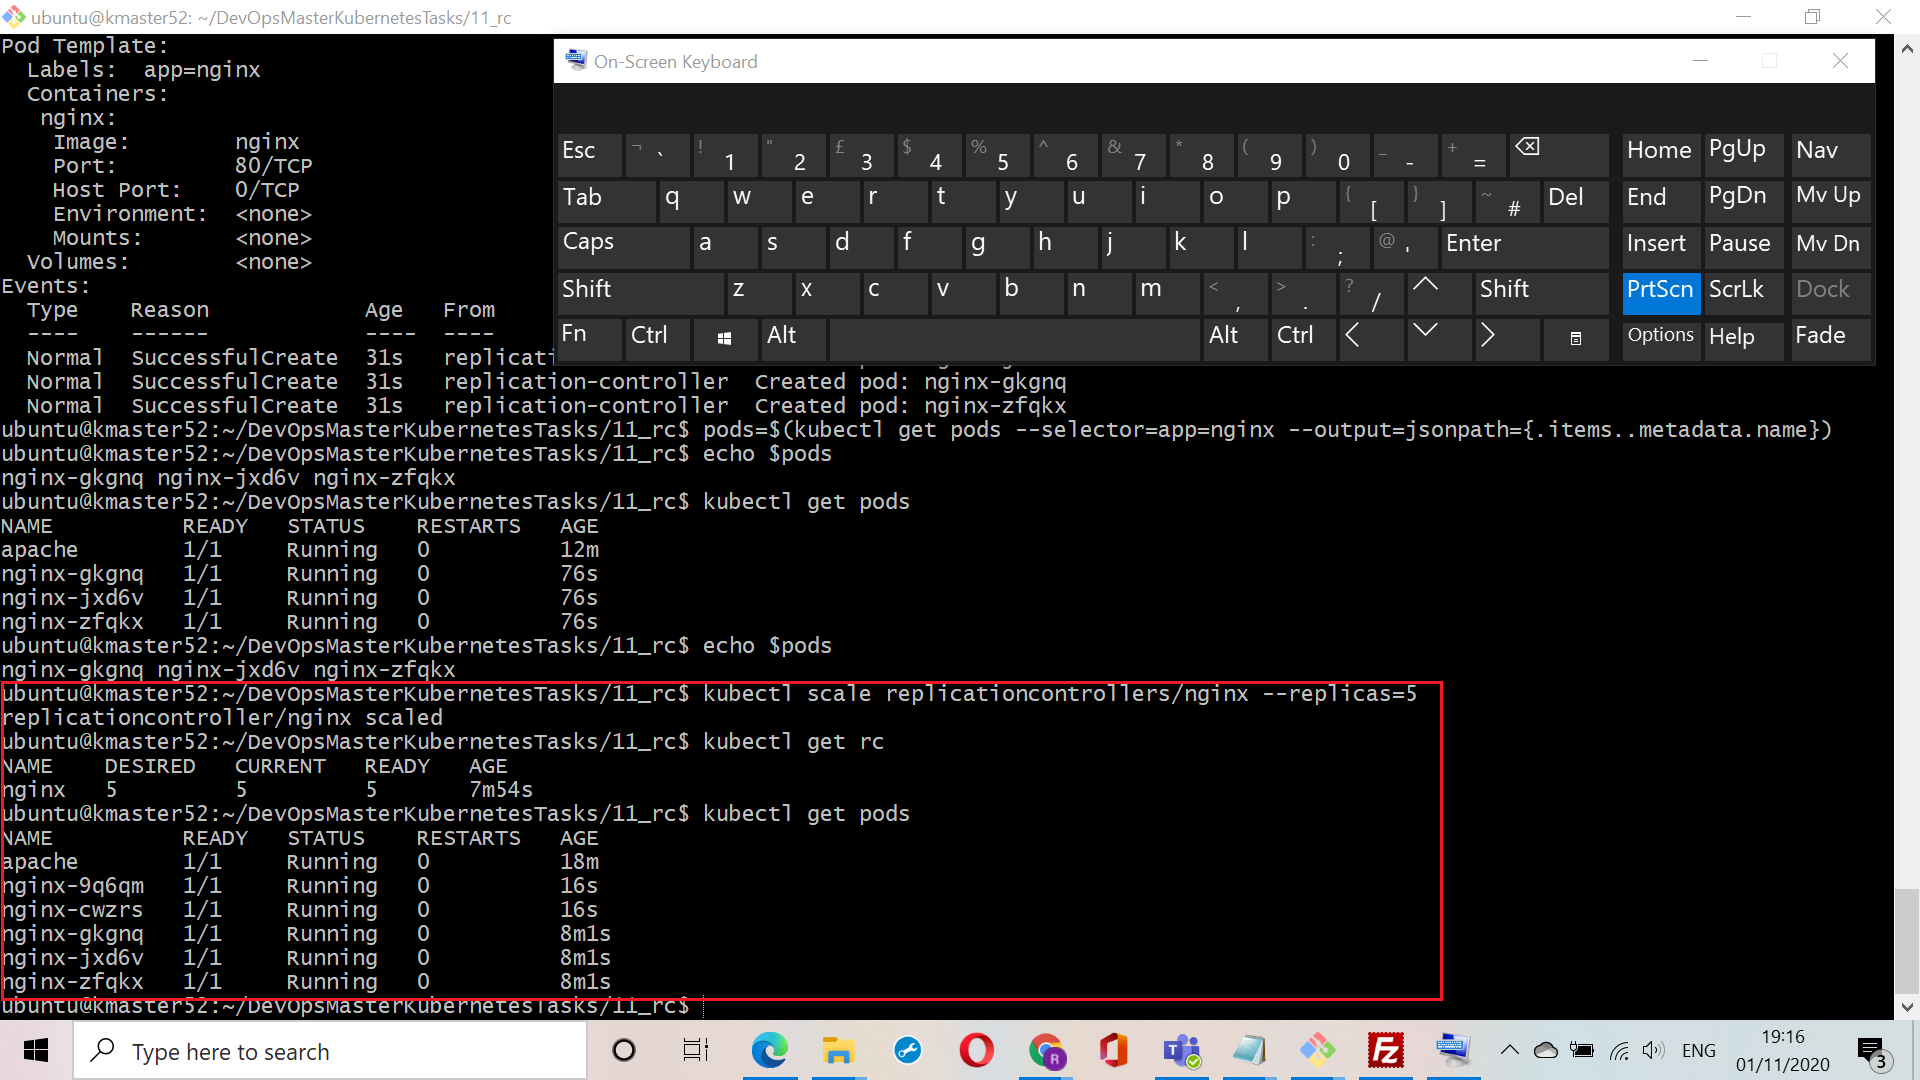 ubuntu@kmaster52: ~/DevOpsMasterKubernetesTasks/11_rc
Pod Template:
  Labels:  app=nginx
  Containers:
   nginx:
    Image:        nginx
    Port:         80/TCP
    Host Port:    0/TCP
    Environment:  <none>
    Mounts:       <none>
  Volumes:        <none>
Events:
  Type    Reason            Age   From
  ----    ------            ----  ----
  Normal  SuccessfulCreate  31s   replicati
  Normal  SuccessfulCreate  31s   replication-controller  Created pod: nginx-gkgnq
  Normal  SuccessfulCreate  31s   replication-controller  Created pod: nginx-zfqkx
ubuntu@kmaster52:~/DevOpsMasterKubernetesTasks/11_rc$ pods=$(kubectl get pods --selector=app=nginx --output=jsonpath={.items..metadata.name})
ubuntu@kmaster52:~/DevOpsMasterKubernetesTasks/11_rc$ echo $pods
nginx-gkgnq nginx-jxd6v nginx-zfqkx
ubuntu@kmaster52:~/DevOpsMasterKubernetesTasks/11_rc$ kubectl get pods
NAME          READY   STATUS    RESTARTS   AGE
apache        1/1     Running   0          12m
nginx-gkgnq   1/1     Running   0          76s
nginx-jxd6v   1/1     Running   0          76s
nginx-zfqkx   1/1     Running   0          76s
ubuntu@kmaster52:~/DevOpsMasterKubernetesTasks/11_rc$ echo $pods
nginx-gkgnq nginx-jxd6v nginx-zfqkx
ubuntu@kmaster52:~/DevOpsMasterKubernetesTasks/11_rc$ kubectl scale replicationcontrollers/nginx --replicas=5
replicationcontroller/nginx scaled
ubuntu@kmaster52:~/DevOpsMasterKubernetesTasks/11_rc$ kubectl get rc
NAME    DESIRED   CURRENT   READY   AGE
nginx   5         5         5       7m54s
ubuntu@kmaster52:~/DevOpsMasterKubernetesTasks/11_rc$ kubectl get pods
NAME          READY   STATUS    RESTARTS   AGE
apache        1/1     Running   0          18m
nginx-9q6qm   1/1     Running   0          16s
nginx-cwzrs   1/1     Running   0          16s
nginx-gkgnq   1/1     Running   0          8m1s
nginx-jxd6v   1/1     Running   0          8m1s
nginx-zfqkx   1/1     Running   0          8m1s
ubuntu@kmaster52:~/DevOpsMasterKubernetesTasks/11_rc$
On-Screen Keyboard
Esc ¬ ` ! 1 " 2 £ 3 $ 4 % 5 ^ 6 & 7 * 8 ( 9 ) 0 _ - + = Home PgUp Nav
Tab q w e r t y u i o p { [ } ] ~ # Del End PgDn Mv Up
Caps a s d f g h j k l : ; @ ' Enter Insert Pause Mv Dn
Shift z x c v b n m < , > . ? / Shift PrtScn ScrLk Dock
Fn Ctrl Alt Alt Ctrl Options Help Fade
Type here to search
R
ENG
19:16
01/11/2020
3